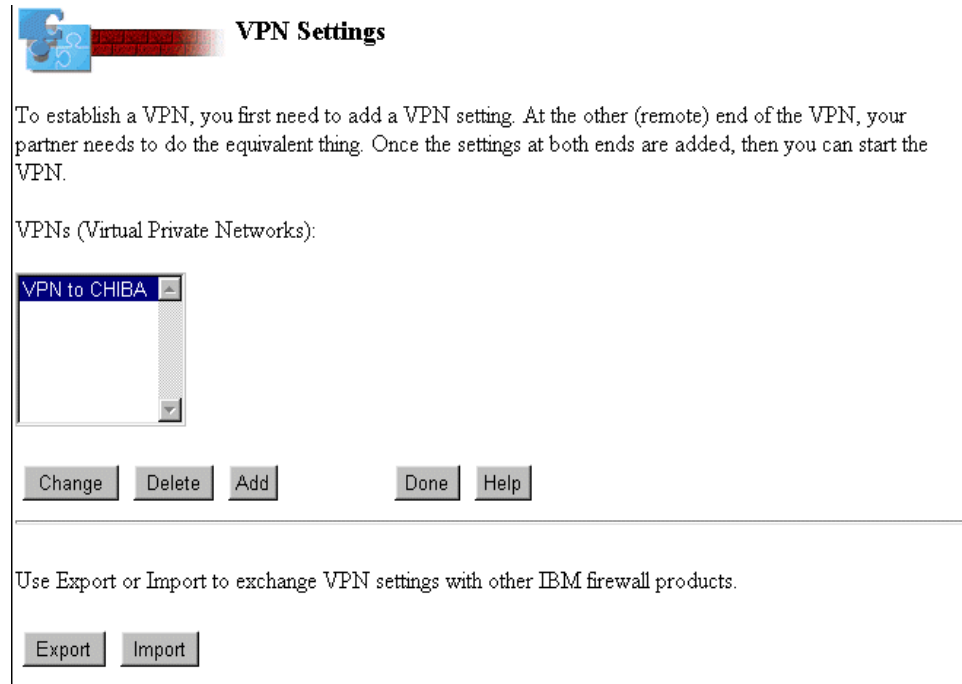 VPN Settings
To establish a VPN, you first need to add a VPN setting. At the other (remote) end of the VPN, your
partner needs to do the equivalent thing. Once the settings at both ends are added, then you can start the
VPN.
VPNs (Virtual Private Networks):
VPN to CHIBA
Change Delete Add Done Help
Use Export or Import to exchange VPN settings with other IBM firewall products.
Export Import